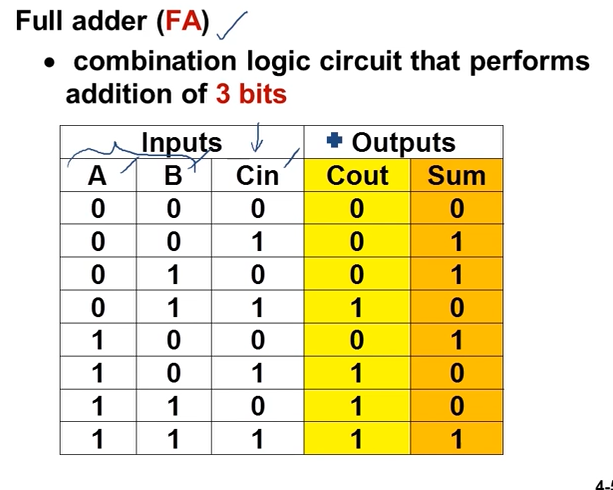 Full adder (FA)
• combination logic circuit that performs
addition of 3 bits
Inputs Outputs
A B Cin Cout Sum
0 0 0 0 0
0 0 1 0 1
0 1 0 0 1
0 1 1 1 0
1 0 0 0 1
1 0 1 1 0
1 1 0 1 0
1 1 1 1 1